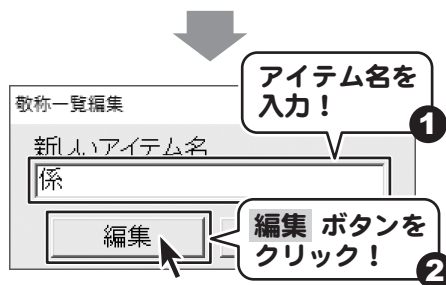 アイテム名を
入力！
1
敬称一覧編集
新しいアイテム名
係
編集
編集 ボタンを
クリック！
2